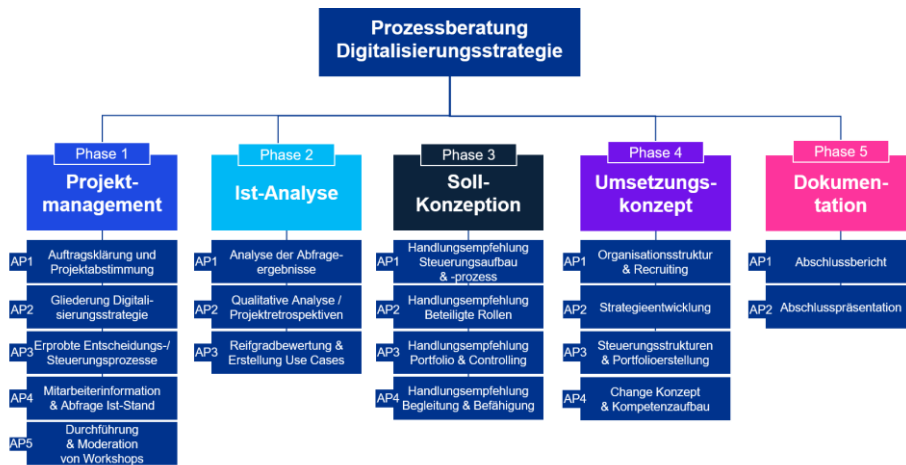 Prozessberatung
Digitalisierungsstrategie
Phase 1
Projekt-
management
AP1
Auftragsklärung und
Projektabstimmung
AP2
Gliederung Digitali-
sierungsstrategie
AP3
Erprobte Entscheidungs-/
Steuerungsprozesse
AP4
Mitarbeiterinformation
& Abfrage Ist-Stand
AP5
Durchführung
& Moderation
von Workshops
Phase 2
Ist-Analyse
AP1
Analyse der Abfrage-
ergebnisse
AP2
Qualitative Analyse /
Projektretrospektiven
AP3
Reifgradbewertung &
Erstellung Use Cases
Phase 3
Soll-
Konzeption
AP1
Handlungsempfehlung
Steuerungsaufbau
& -prozess
AP2
Handlungsempfehlung
Beteiligte Rollen
AP3
Handlungsempfehlung
Portfolio & Controlling
AP4
Handlungsempfehlung
Begleitung & Befähigung
Phase 4
Umsetzungs-
konzept
AP1
Organisationsstruktur
& Recruiting
AP2
Strategieentwicklung
AP3
Steuerungsstrukturen
& Portfolioerstellung
AP4
Change Konzept
& Kompetenzaufbau
Phase 5
Dokumen-
tation
AP1
Abschlussbericht
AP2
Abschlusspräsentation